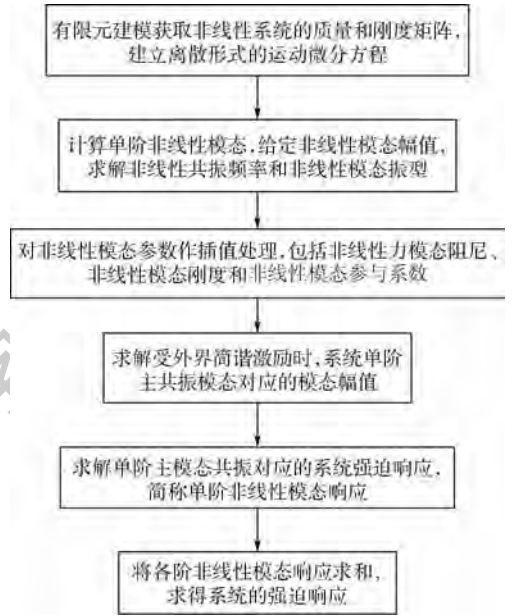 有限元建模获取非线性系统的质量和刚度矩阵，
建立离散形式的运动微分方程
计算单阶非线性模态，给定非线性模态幅值，
求解非线性共振频率和非线性模态振型
对非线性模态参数作插值处理，包括非线性力模态阻尼、
非线性模态刚度和非线性模态参与系数
求解受外界简谐激励时，系统单阶
主共振模态对应的模态幅值
求解单阶主模态共振对应的系统强迫响应，
简称单阶非线性模态响应
将各阶非线性模态响应求和，
求得系统的强迫响应